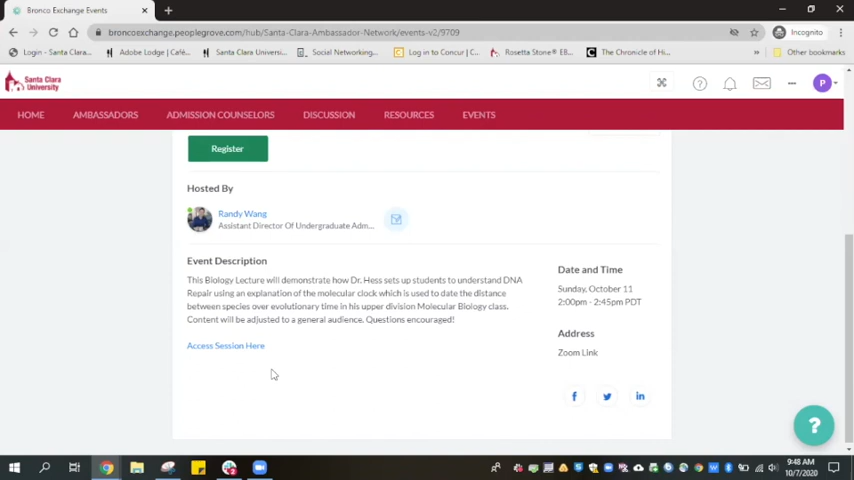 Bronco Exchange Events
broncoexchange.peoplegrove.com/hub/Santa-Clara-Ambassador-Network/events-v2/9709
Incognito
Login - Santa Clara...
Adobe Lodge | Café...
Santa Clara Universi...
Social Networking...
Log in to Concur | C...
Rosetta Stone® E8...
The Chronicle of Hi...
Other bookmarks
Santa Clara
University
P
HOME
AMBASSADORS
ADMISSION COUNSELORS
DISCUSSION
RESOURCES
EVENTS
Register
Hosted By
Randy Wang
Assistant Director Of Undergraduate Adm...
Event Description
This Biology Lecture will demonstrate how Dr. Hess sets up students to understand DNA
Repair using an explanation of the molecular clock which is used to date the distance
between species over evolutionary time in his upper division Molecular Biology class.
Content will be adjusted to a general audience. Questions encouraged!
Access Session Here
Date and Time
Sunday, October 11
2:00pm - 2:45pm PDT
Address
Zoom Link
?
9:48 AM
10/7/2020